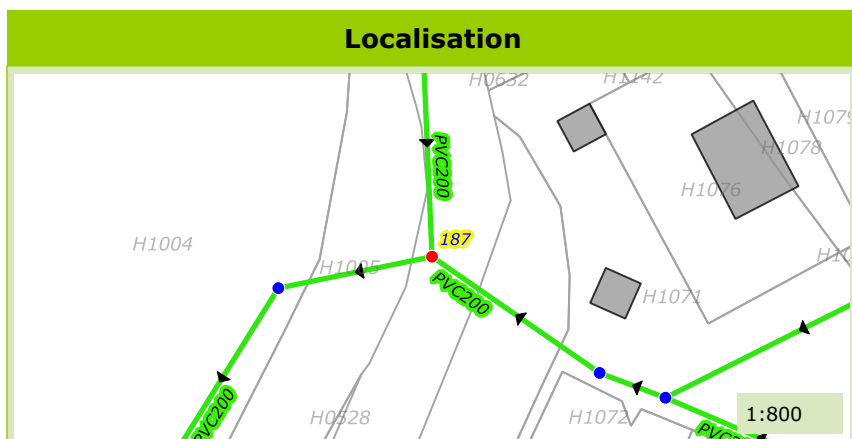 Localisation
H0632
H1142
H1079
PVC200
H1078
H1076
187
H1004
H1005
PVC200
H1071
1:800
PVC200
H0528
H1072